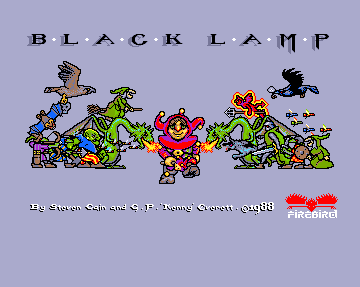 BLACK LAMP
By Steven Cain and G.P. 'Kenny' Everett. ©1988
FIREBIRD